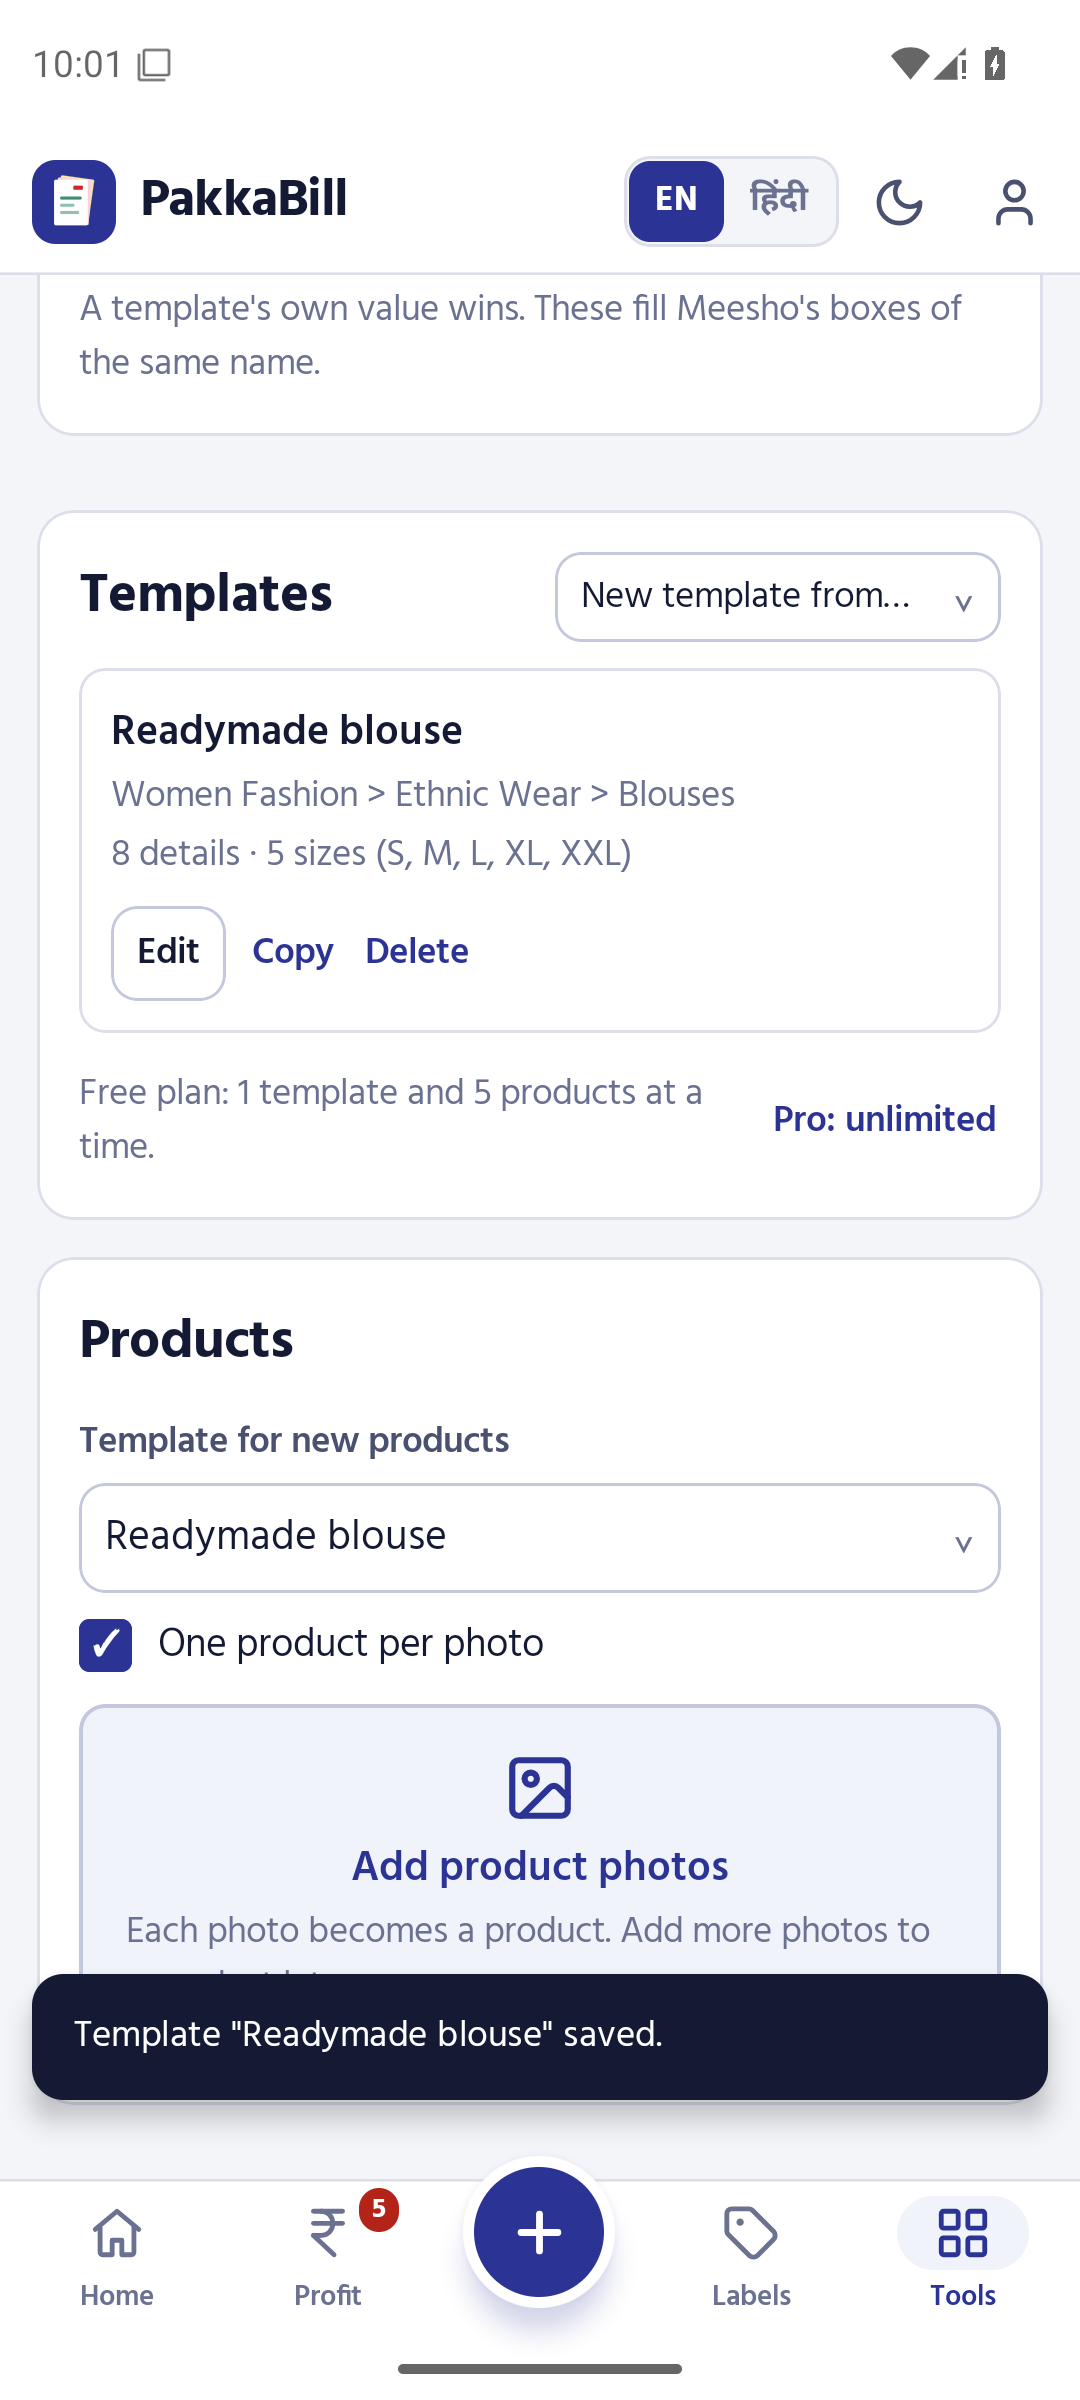 10:01
PakkaBill
EN
हिंदी
A template's own value wins. These fill Meesho's boxes of
the same name.
Templates
New template from...
Readymade blouse
Women Fashion > Ethnic Wear > Blouses
8 details · 5 sizes (S, M, L, XL, XXL)
Edit
Copy
Delete
Free plan: 1 template and 5 products at a
time.
Pro: unlimited
Products
Template for new products
Readymade blouse
One product per photo
Add product photos
Each photo becomes a product. Add more photos to
Template "Readymade blouse" saved.
5
Home
Profit
Labels
Tools